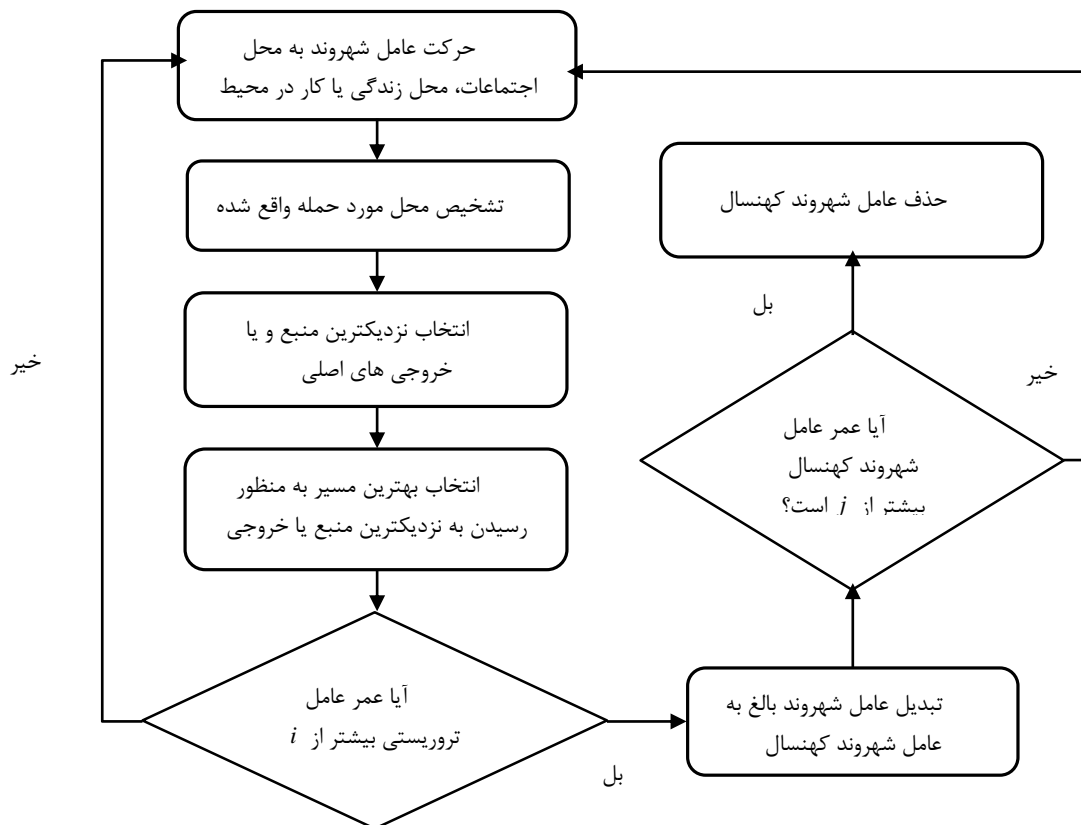 حرکت عامل شهروند به محل
اجتماعات، محل زندگی یا کار در محیط
تشخیص محل مورد حمله واقع شده
انتخاب نزدیکترین منبع و یا
خروجی های اصلی
انتخاب بهترین مسیر به منظور
رسیدن به نزدیکترین منبع یا خروجی
آیا عمر عامل
تروریستی بیشتر از i
خیر
بل
تبدیل عامل شهروند بالغ به
عامل شهروند کهنسال
آیا عمر عامل
شهروند کهنسال
بیشتر از j است؟
خیر
بل
حذف عامل شهروند کهنسال